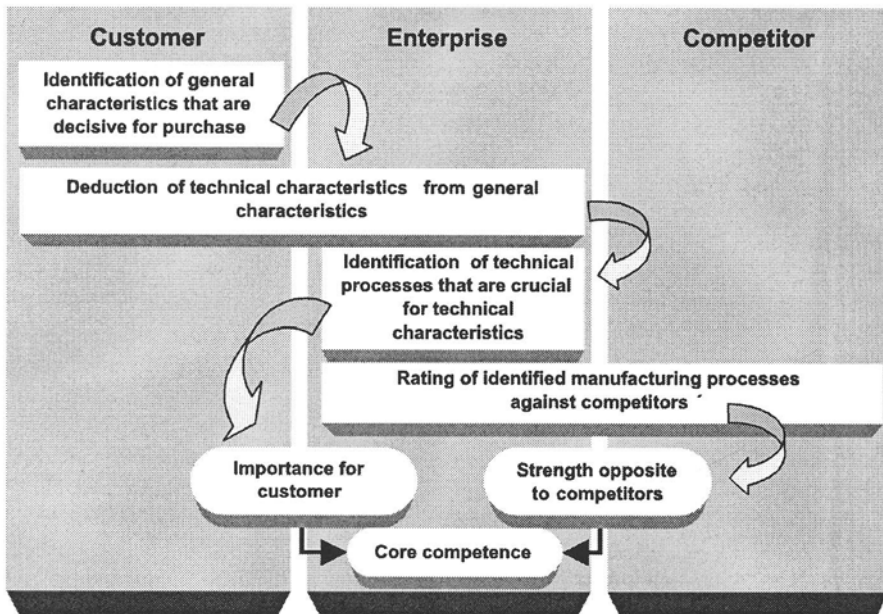 Customer
Enterprise
Competitor
Identification of general
characteristics that are
decisive for purchase
Deduction of technical characteristics from general
characteristics
Identification of technical
processes that are crucial
for technical
characteristics
Rating of identified manufacturing processes
against competitors
Importance for
customer
Strength opposite
to competitors
Core competence